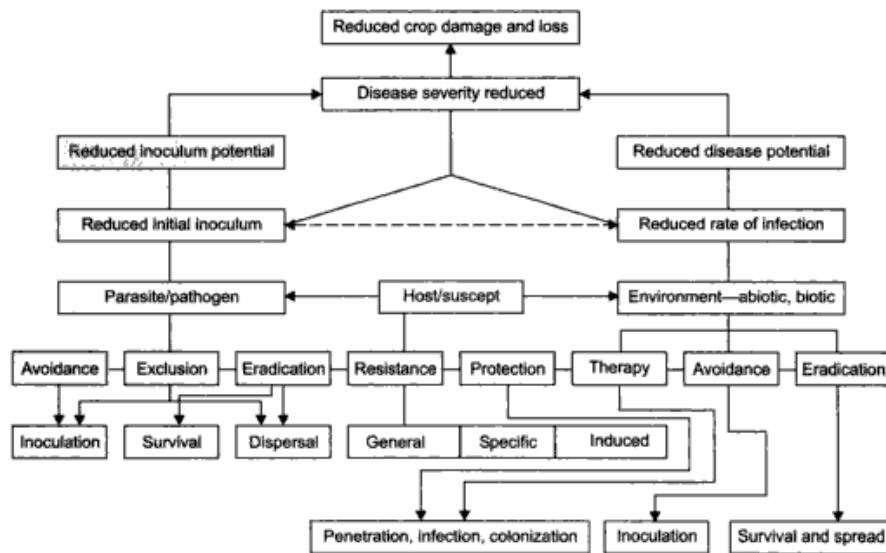 Reduced crop damage and loss
Disease severity reduced
Reduced inoculum potential
Reduced disease potential
Reduced initial inoculum
Reduced rate of infection
Parasite/pathogen
Host/suscept
Environment—abiotic, biotic
Avoidance
Exclusion
Eradication
Resistance
Protection
Therapy
Avoidance
Eradication
Inoculation
Survival
Dispersal
General
Specific
Induced
Penetration, infection, colonization
Inoculation
Survival and spread